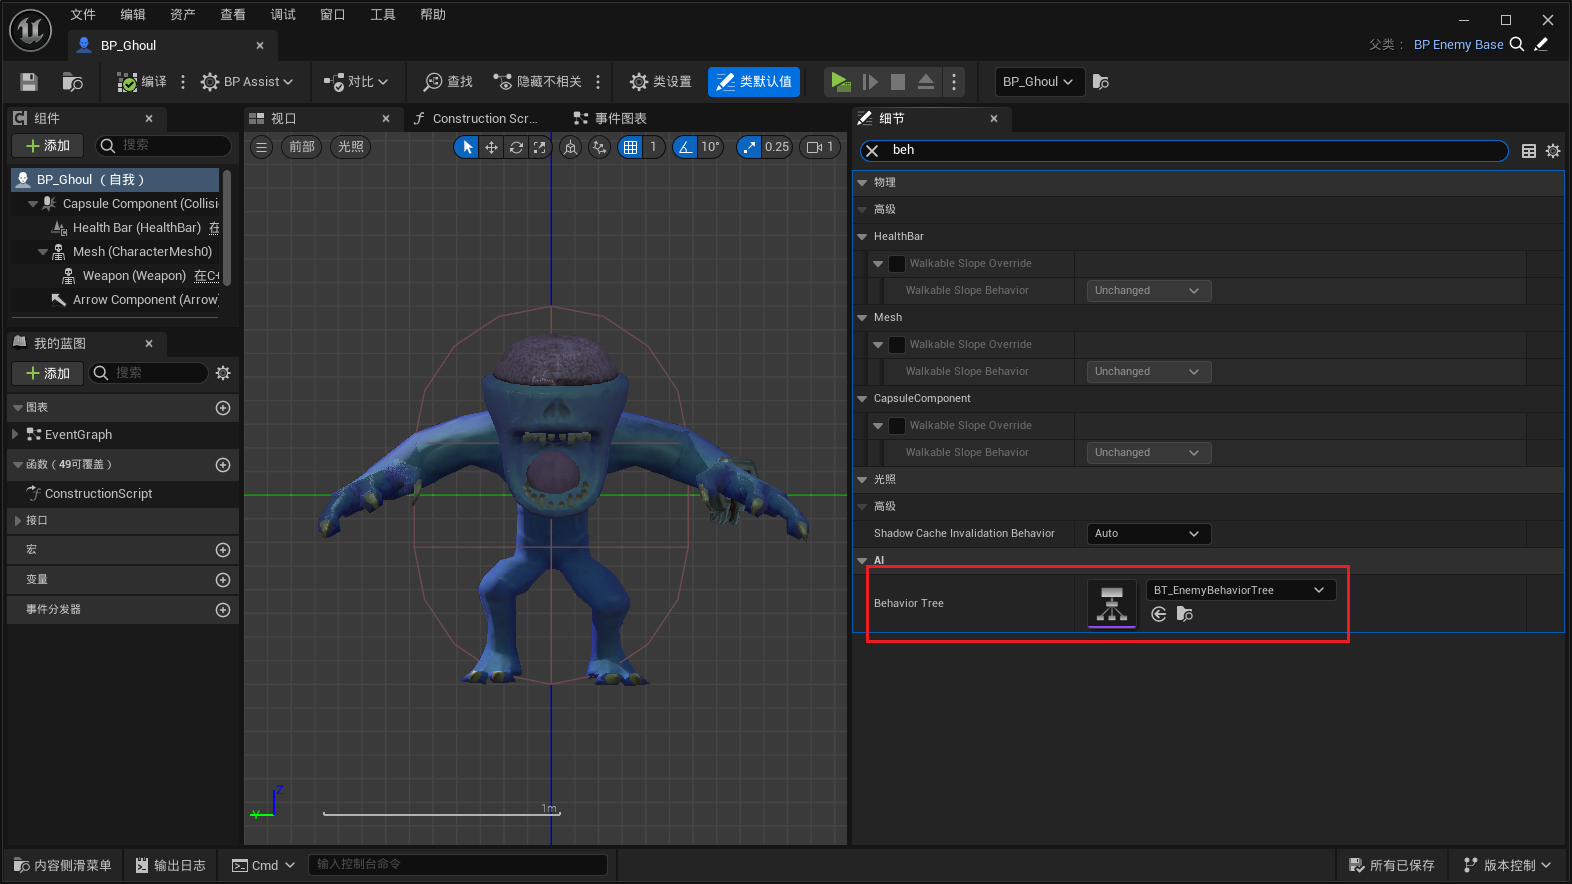 文件 编辑 资产 查看 调试 窗口 工具 帮助
BP_Ghoul
父类： BP Enemy Base
编译 BP Assist 对比 查找 隐藏不相关 类设置 类默认值 BP_Ghoul
组件
添加 搜索
BP_Ghoul （自我）
Capsule Component (Collisi
Health Bar (HealthBar) 在
Mesh (CharacterMesh0)
Weapon (Weapon) 在C+
Arrow Component (Arrow)
我的蓝图
添加 搜索
图表
EventGraph
函数（49可覆盖）
ConstructionScript
接口
宏
变量
事件分发器
视口 Construction Scr... 事件图表
前部 光照 1 10° 0.25 1
Z
Y
1m
细节
beh
物理
高级
HealthBar
Walkable Slope Override
Walkable Slope Behavior Unchanged
Mesh
Walkable Slope Override
Walkable Slope Behavior Unchanged
CapsuleComponent
Walkable Slope Override
Walkable Slope Behavior Unchanged
光照
高级
Shadow Cache Invalidation Behavior Auto
AI
Behavior Tree BT_EnemyBehaviorTree
内容侧滑菜单 输出日志 Cmd 输入控制台命令 所有已保存 版本控制